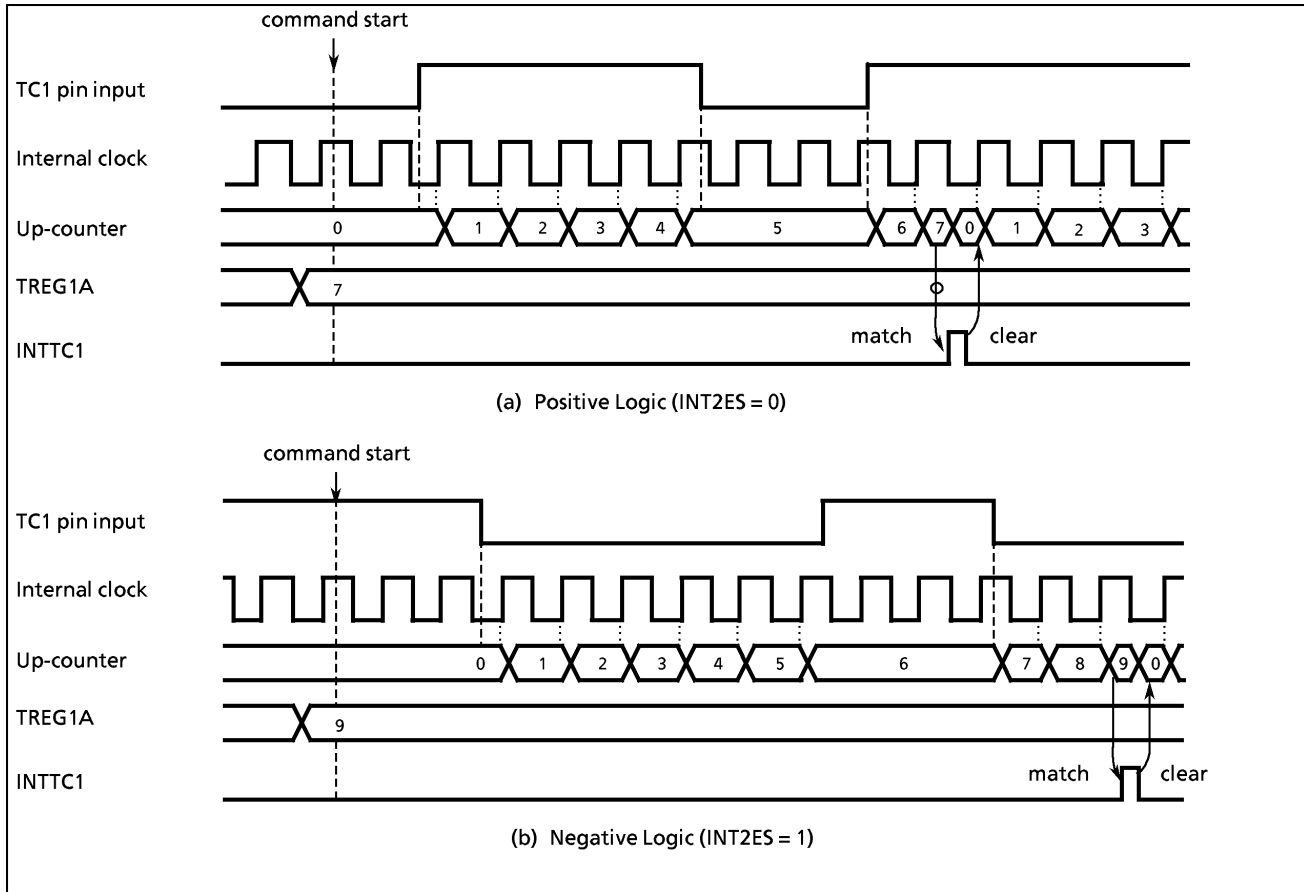 command start
TC1 pin input
Internal clock
Up-counter 0 1 2 3 4 5 6 7 0 1 2 3
TREG1A 7
match clear
INTTC1
(a) Positive Logic (INT2ES = 0)
command start
TC1 pin input
Internal clock
Up-counter 0 1 2 3 4 5 6 7 8 9 0
TREG1A 9
match clear
INTTC1
(b) Negative Logic (INT2ES = 1)